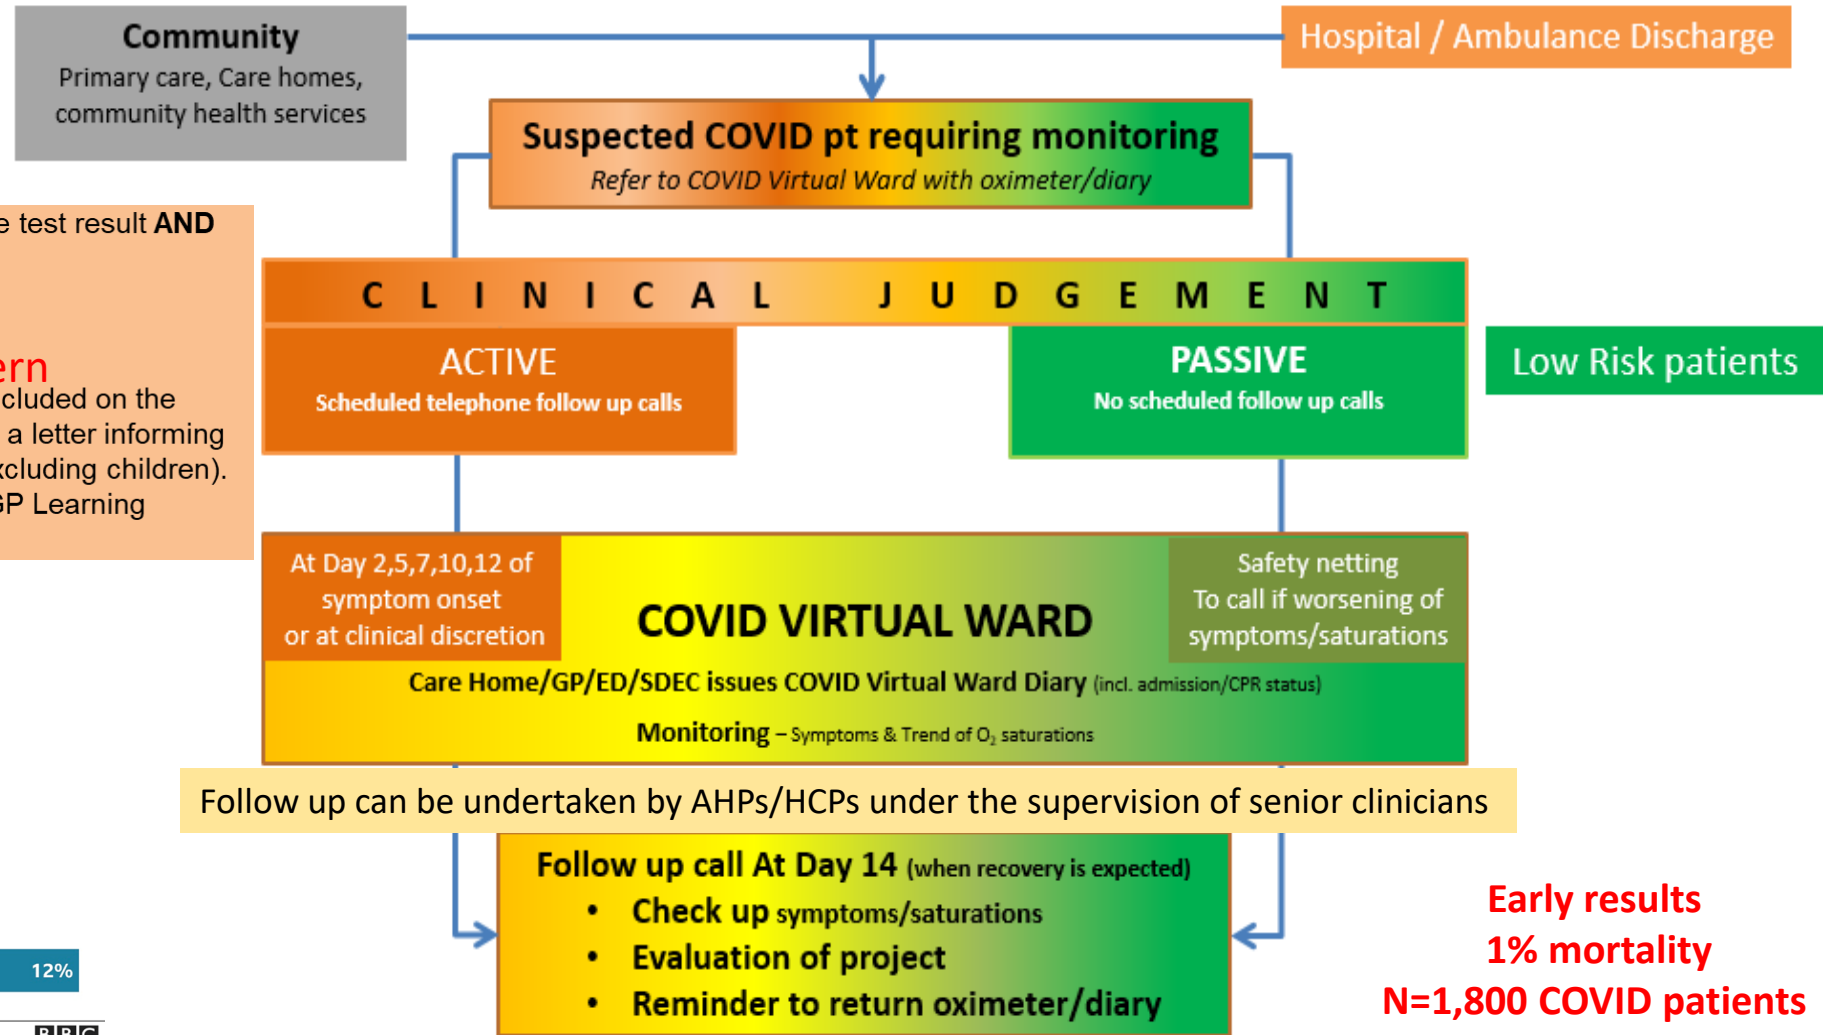 Community
Primary care, Care homes,
community health services
Hospital / Ambulance Discharge
Suspected COVID pt requiring monitoring
Refer to COVID Virtual Ward with oximeter/diary
test result AND
cluded on the
a letter informing
xcluding children).
GP Learning
C L I N I C A L J U D G E M E N T
ACTIVE
Scheduled telephone follow up calls
PASSIVE
No scheduled follow up calls
Low Risk patients
At Day 2,5,7,10,12 of
symptom onset
or at clinical discretion
COVID VIRTUAL WARD
Safety netting
To call if worsening of
symptoms/saturations
Care Home/GP/ED/SDEC issues COVID Virtual Ward Diary (incl. admission/CPR status)
Monitoring – Symptoms & Trend of O₂ saturations
Follow up can be undertaken by AHPs/HCPs under the supervision of senior clinicians
Follow up call At Day 14 (when recovery is expected)
• Check up symptoms/saturations
• Evaluation of project
• Reminder to return oximeter/diary
12%
BBC
Early results
1% mortality
N=1,800 COVID patients